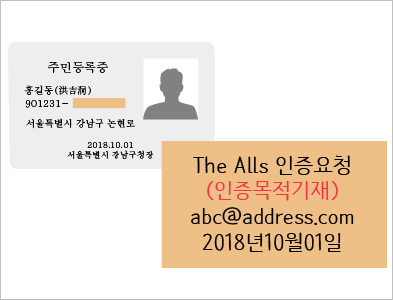 주민등록증
홍길동(洪吉洞)
901231-
서울특별시 강남구 논현로
2018.10.01
서울특별시 강남구청장
The Alls 인증요청
(인증목적기재)
abc@address.com
2018년10월01일